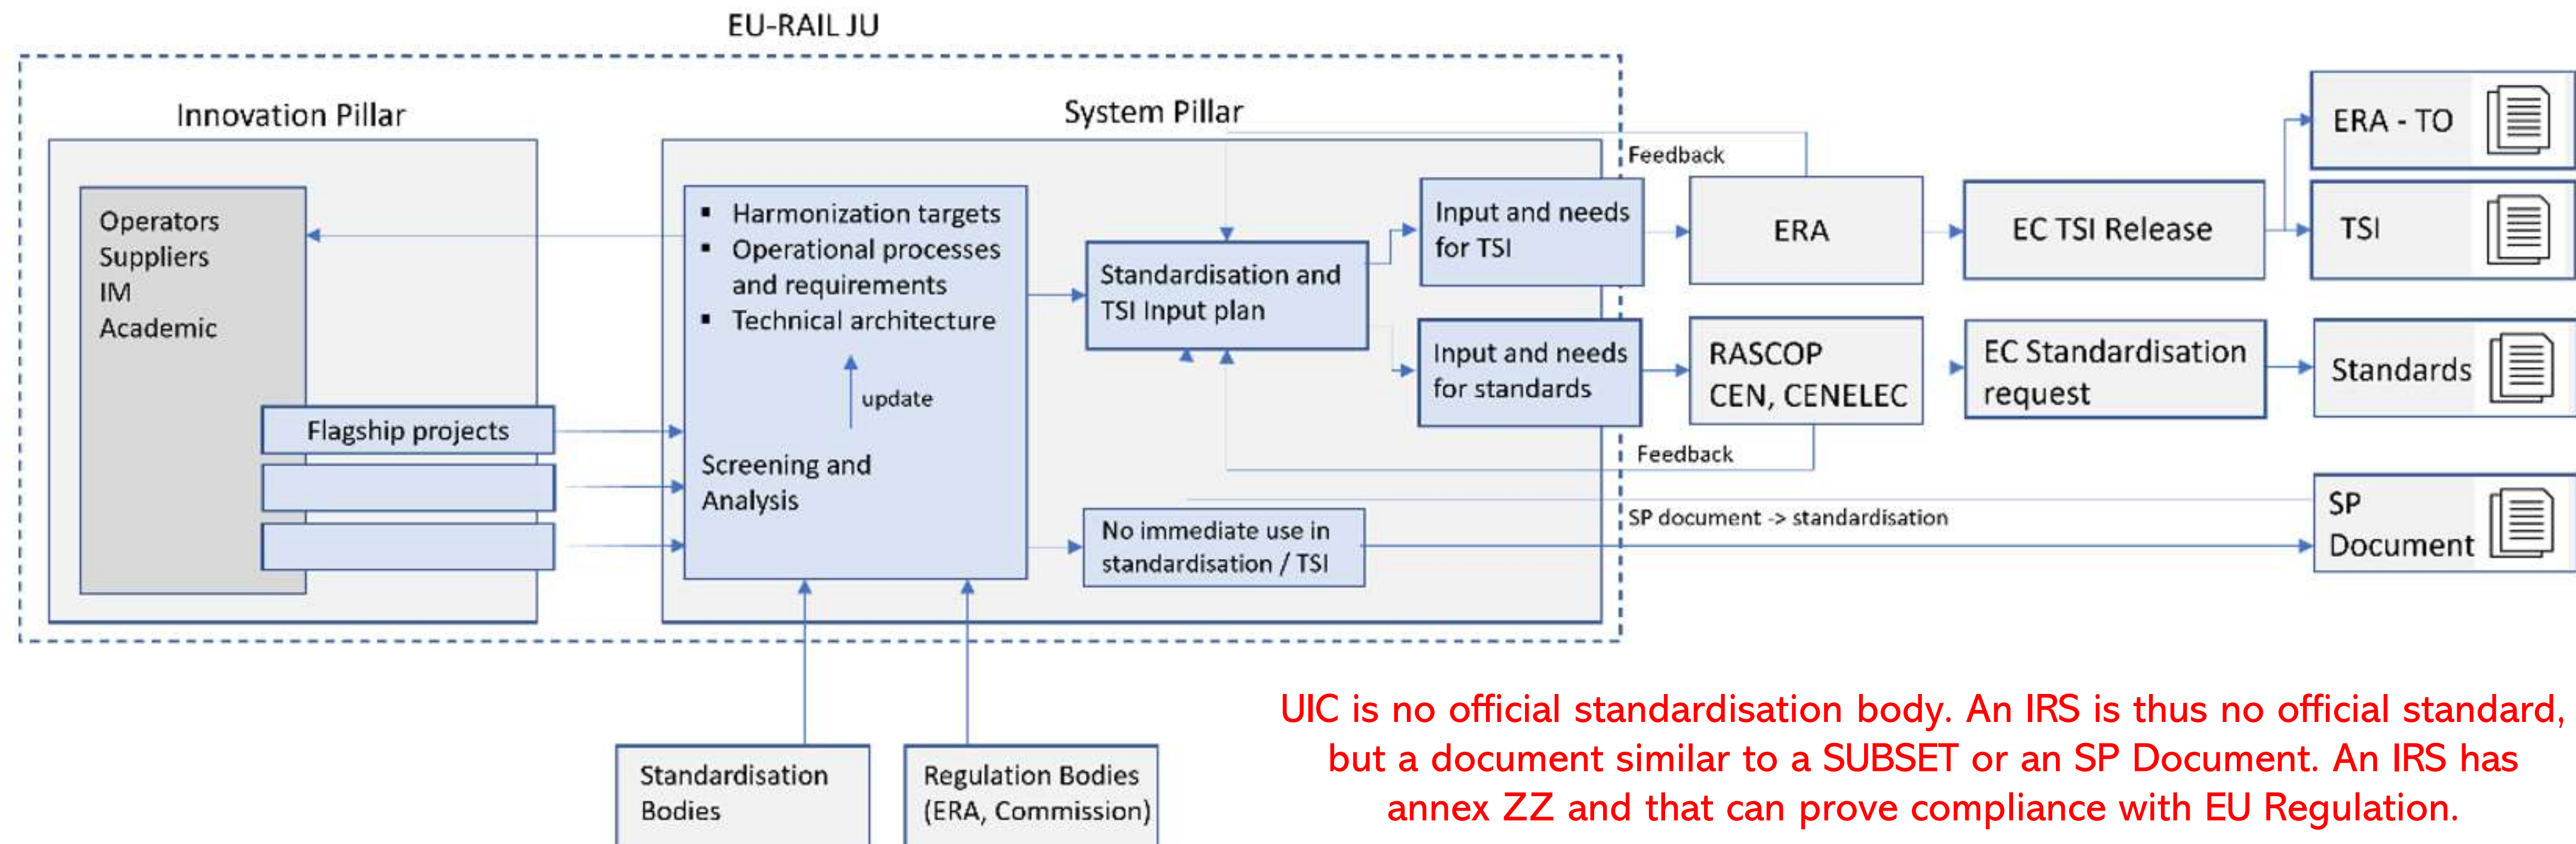 EU-RAIL JU
Innovation Pillar
System Pillar
Operators
Suppliers
IM
Academic
Flagship projects
▪ Harmonization targets
▪ Operational processes
and requirements
▪ Technical architecture
update
Screening and
Analysis
Standardisation and
TSI Input plan
No immediate use in
standardisation / TSI
Input and needs
for TSI
Input and needs
for standards
Feedback
ERA
EC TSI Release
ERA - TO
TSI
RASCOP
CEN, CENELEC
EC Standardisation
request
Standards
Feedback
SP document -> standardisation
SP
Document
Standardisation
Bodies
Regulation Bodies
(ERA, Commission)
UIC is no official standardisation body. An IRS is thus no official standard,
but a document similar to a SUBSET or an SP Document. An IRS has
annex ZZ and that can prove compliance with EU Regulation.